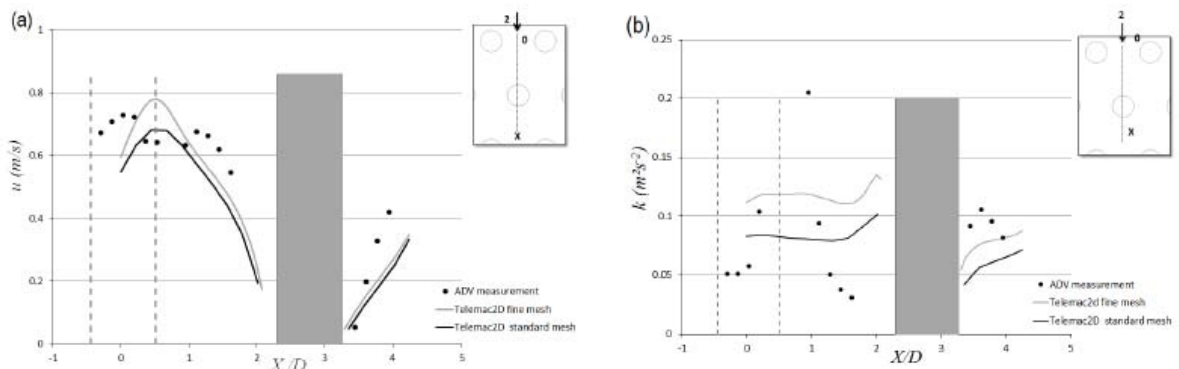 (a)
1
0.8
0.6
0.4
0.2
0
u (m/s)
-1
0
1
2
3
4
5
X/D
ADV measurement
Telemac2D fine mesh
Telemac2D standard mesh
2
0
X
(b)
0.25
0.2
0.15
0.1
0.05
0
k (m²s⁻²)
-1
0
1
2
3
4
5
X/D
ADV measurement
Telemac2d fine mesh
Telemac2D standard mesh
2
0
X